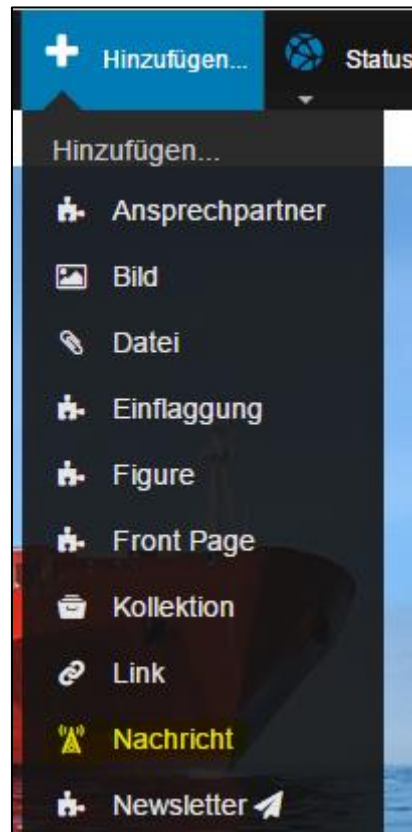 Hinzufügen...
Status
Hinzufügen...
Ansprechpartner
Bild
Datei
Einflaggung
Figure
Front Page
Kollektion
Link
Nachricht
Newsletter